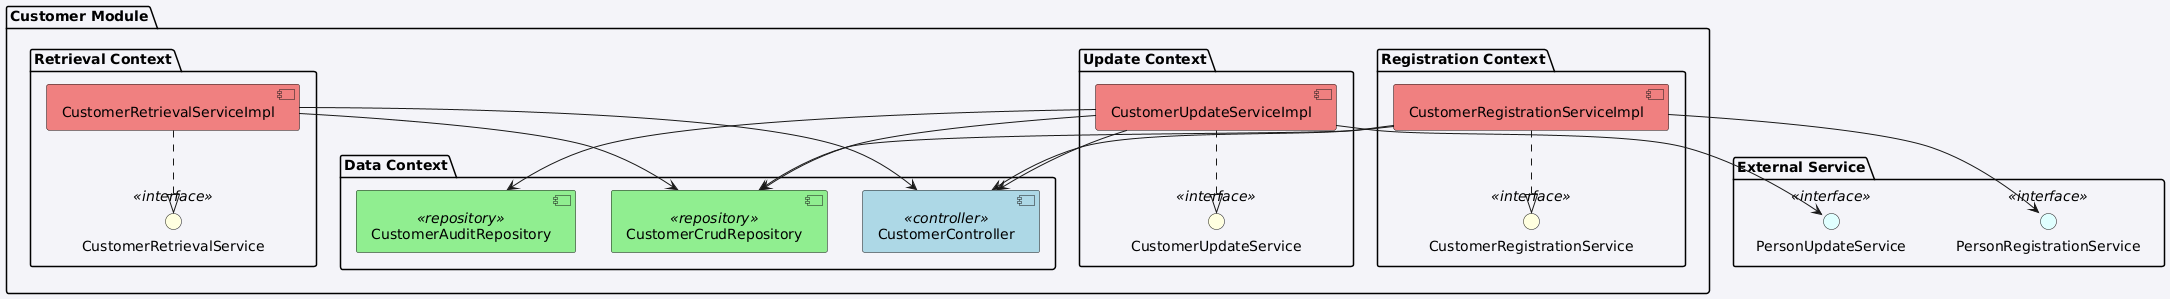 Customer Module
Retrieval Context
CustomerRetrievalServiceImpl
«interface»
CustomerRetrievalService
Data Context
«repository»
CustomerAuditRepository
«repository»
CustomerCrudRepository
«controller»
CustomerController
Update Context
CustomerUpdateServiceImpl
«interface»
CustomerUpdateService
Registration Context
CustomerRegistrationServiceImpl
«interface»
CustomerRegistrationService
External Service
«interface»
PersonUpdateService
«interface»
PersonRegistrationService